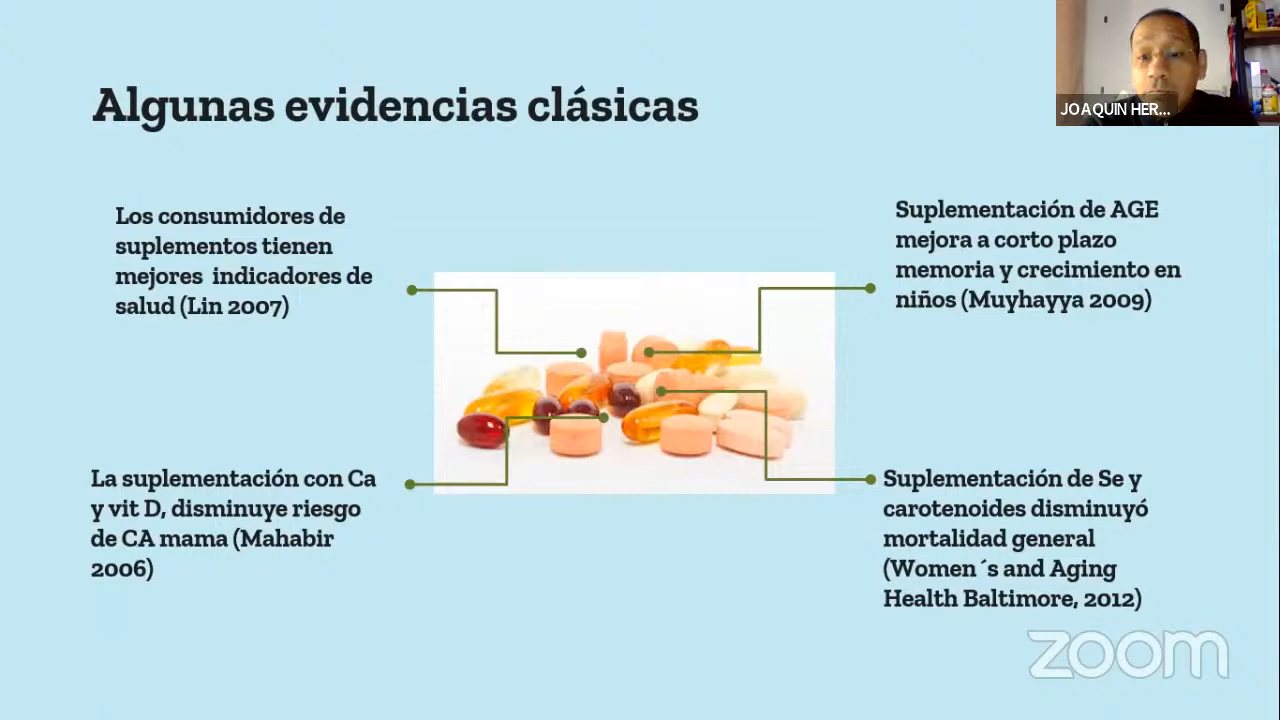 Algunas evidencias clásicas
JOAQUIN HER...
Los consumidores de
suplementos tienen
mejores indicadores de
salud (Lin 2007)
Suplementación de AGE
mejora a corto plazo
memoria y crecimiento en
niños (Muyhayya 2009)
La suplementación con Ca
y vit D, disminuye riesgo
de CA mama (Mahabir
2006)
Suplementación de Se y
carotenoides disminuyó
mortalidad general
(Women ´s and Aging
Health Baltimore, 2012)
zoom